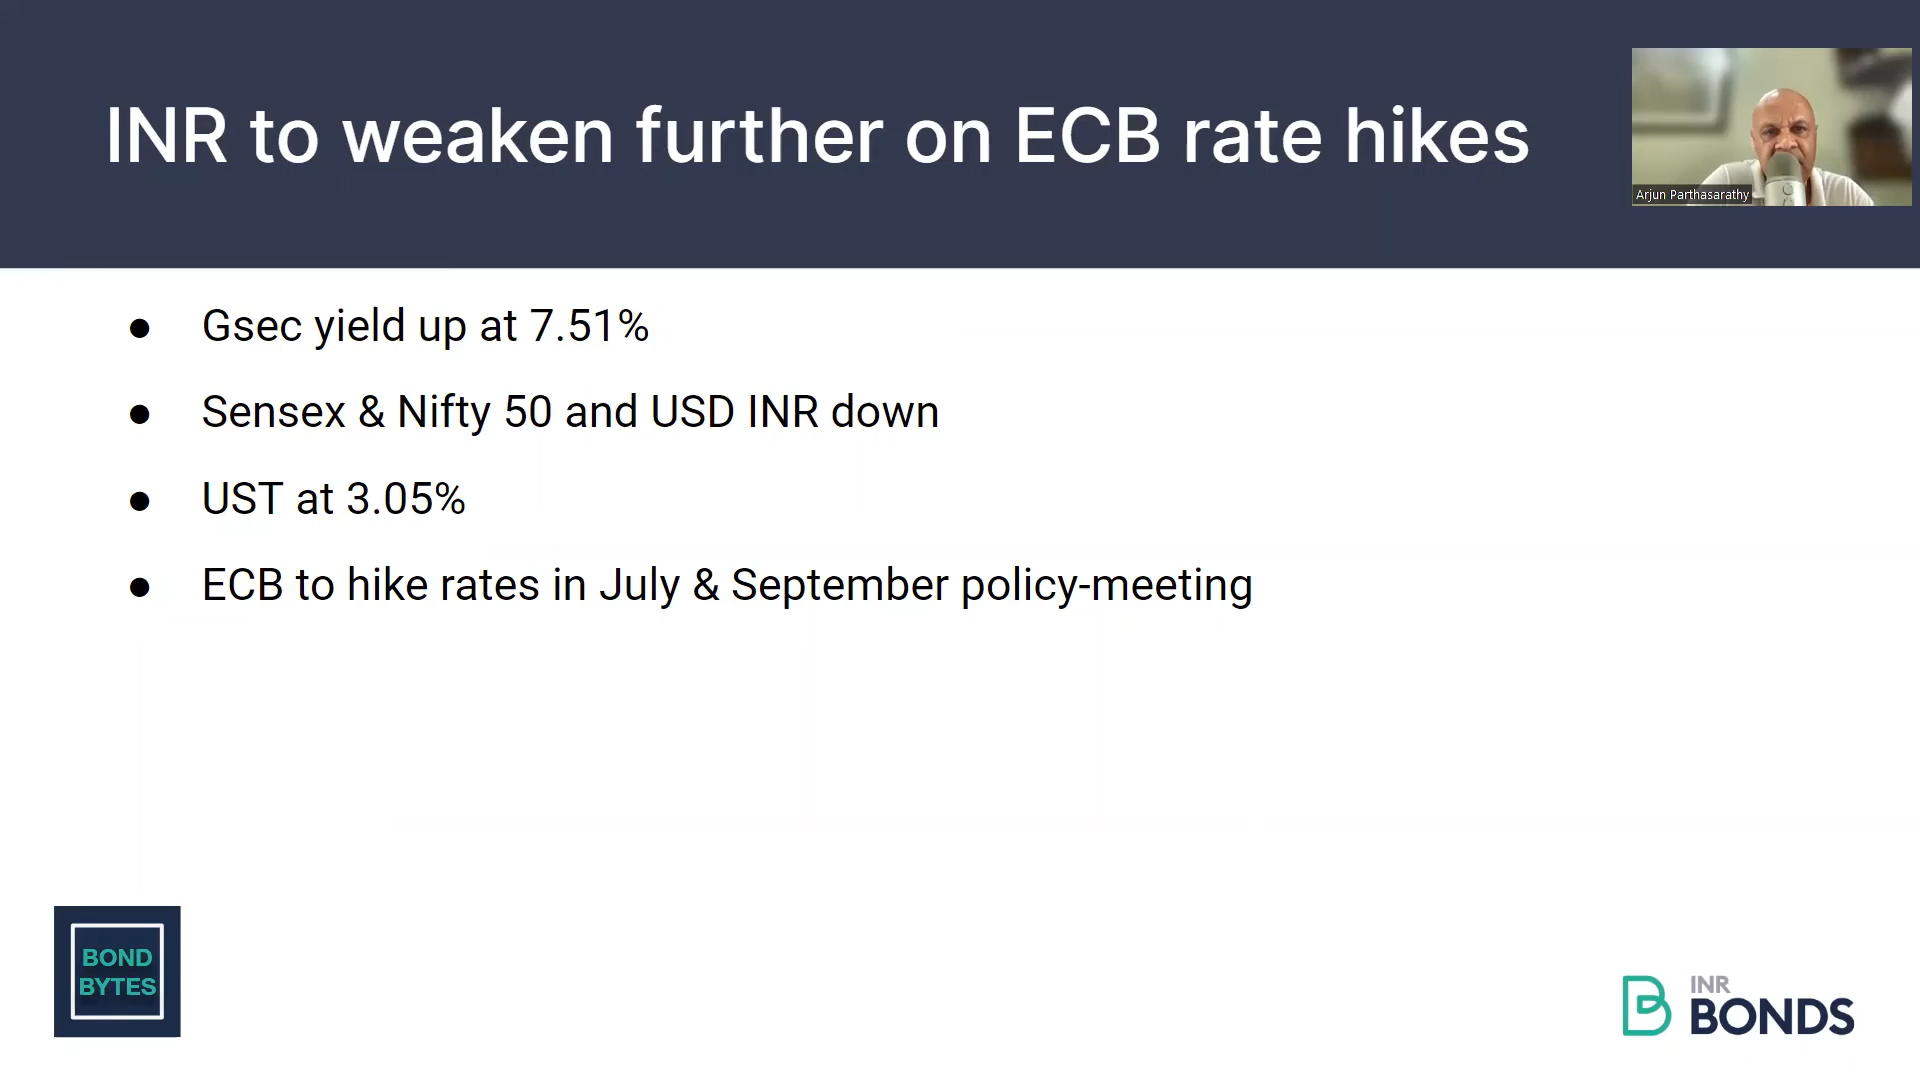 INR to weaken further on ECB rate hikes
Arjun Parthasarathy
● Gsec yield up at 7.51%
● Sensex & Nifty 50 and USD INR down
● UST at 3.05%
● ECB to hike rates in July & September policy-meeting
BOND
BYTES
INR
BONDS